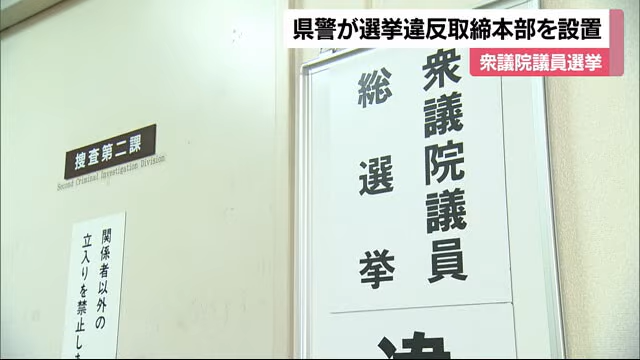 県警が選挙違反取締本部を設置
衆議院議員選挙
衆議院議員
総選挙
違
捜査第二課
Second Criminal Investigation Division
関係者以外の
立入りを禁止し